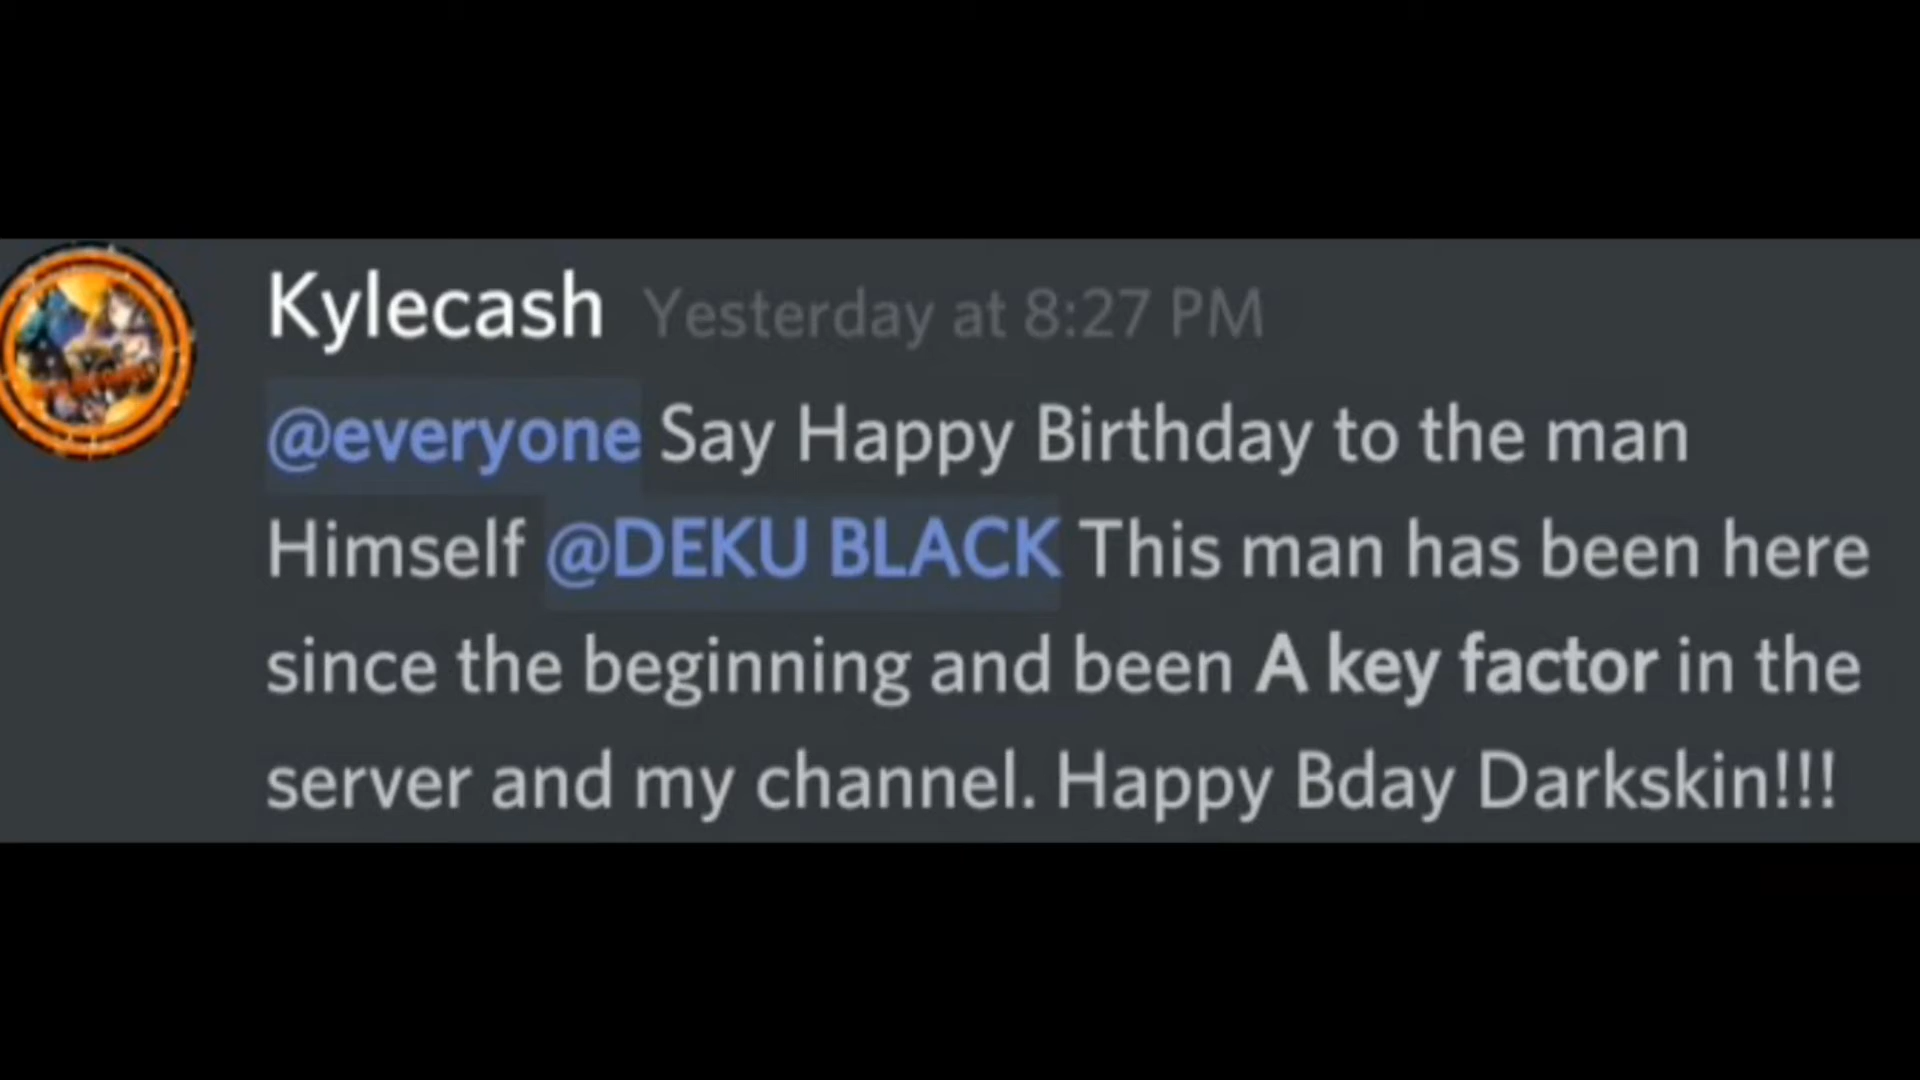 Kylecash Yesterday at 8:27 PM
@everyone Say Happy Birthday to the man
Himself @DEKU BLACK This man has been here
since the beginning and been A key factor in the
server and my channel. Happy Bday Darkskin!!!